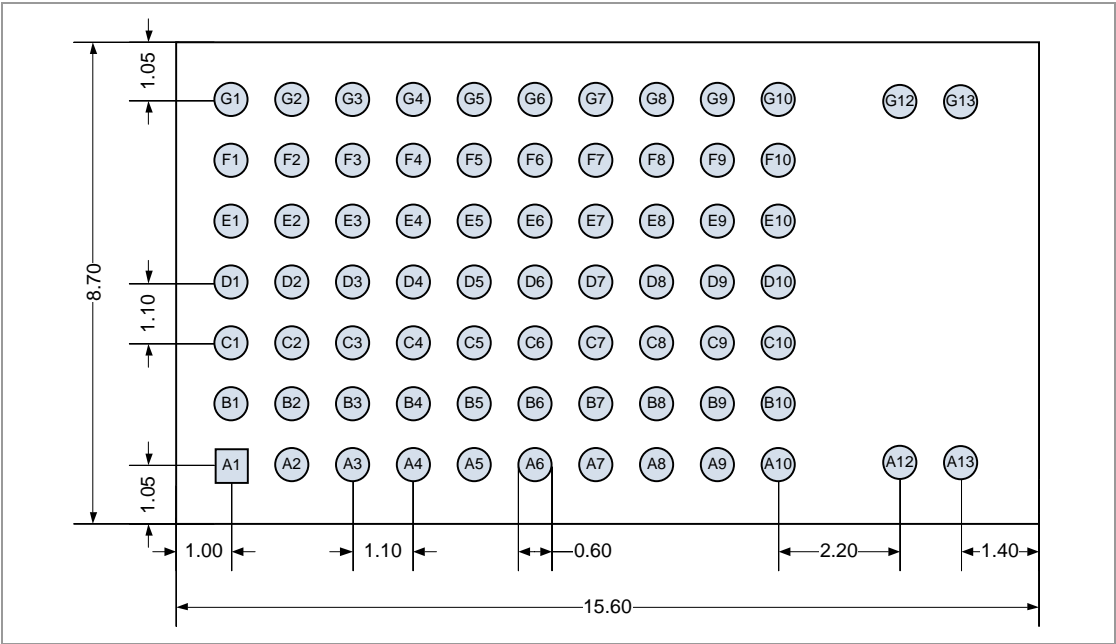 1.05
G1 G2 G3 G4 G5 G6 G7 G8 G9 G10 G12 G13
F1 F2 F3 F4 F5 F6 F7 F8 F9 F10
E1 E2 E3 E4 E5 E6 E7 E8 E9 E10
8.70
D1 D2 D3 D4 D5 D6 D7 D8 D9 D10
1.10
C1 C2 C3 C4 C5 C6 C7 C8 C9 C10
B1 B2 B3 B4 B5 B6 B7 B8 B9 B10
A1 A2 A3 A4 A5 A6 A7 A8 A9 A10 A12 A13
1.05
1.00 1.10 0.60 2.20 1.40
15.60